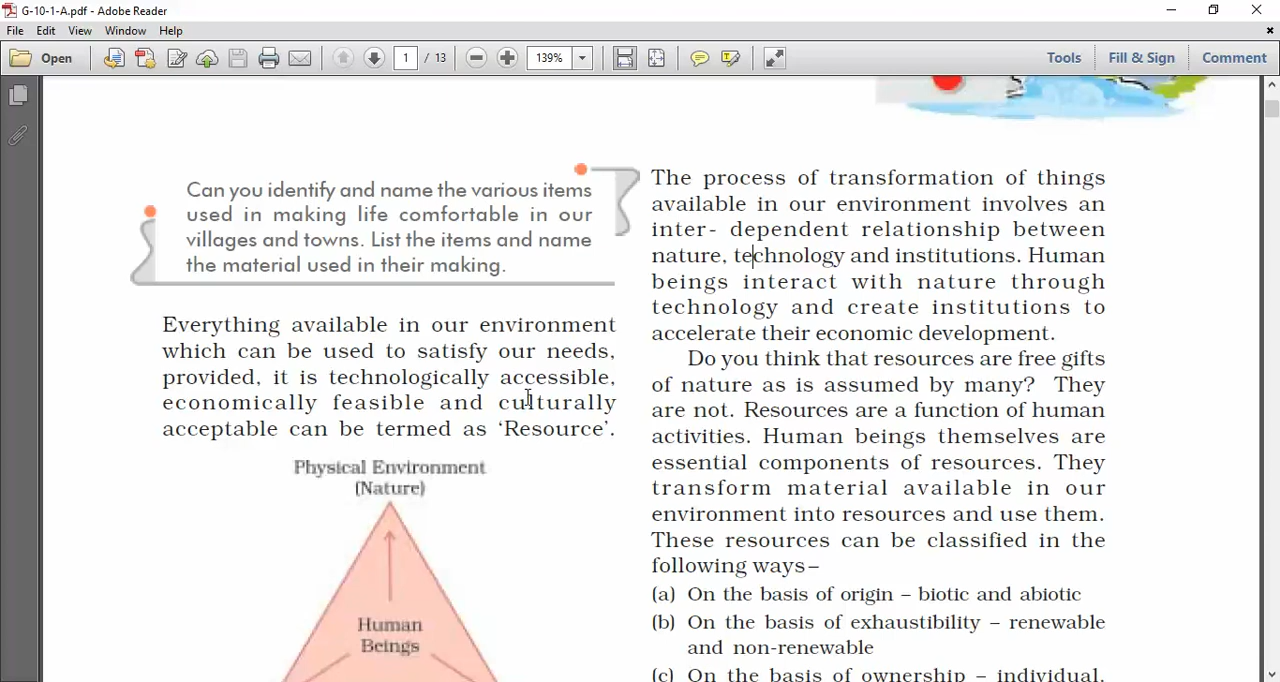 G-10-1-A.pdf - Adobe Reader
File Edit View Window Help
Open 1 / 13 139% Tools Fill & Sign Comment
Can you identify and name the various items
used in making life comfortable in our
villages and towns. List the items and name
the material used in their making.
Everything available in our environment
which can be used to satisfy our needs,
provided, it is technologically accessible,
economically feasible and culturally
acceptable can be termed as ‘Resource’.
Physical Environment
(Nature)
Human
Beings
The process of transformation of things
available in our environment involves an
inter- dependent relationship between
nature, technology and institutions. Human
beings interact with nature through
technology and create institutions to
accelerate their economic development.
Do you think that resources are free gifts
of nature as is assumed by many? They
are not. Resources are a function of human
activities. Human beings themselves are
essential components of resources. They
transform material available in our
environment into resources and use them.
These resources can be classified in the
following ways–
(a) On the basis of origin – biotic and abiotic
(b) On the basis of exhaustibility – renewable
and non-renewable
(c) On the basis of ownership – individual,